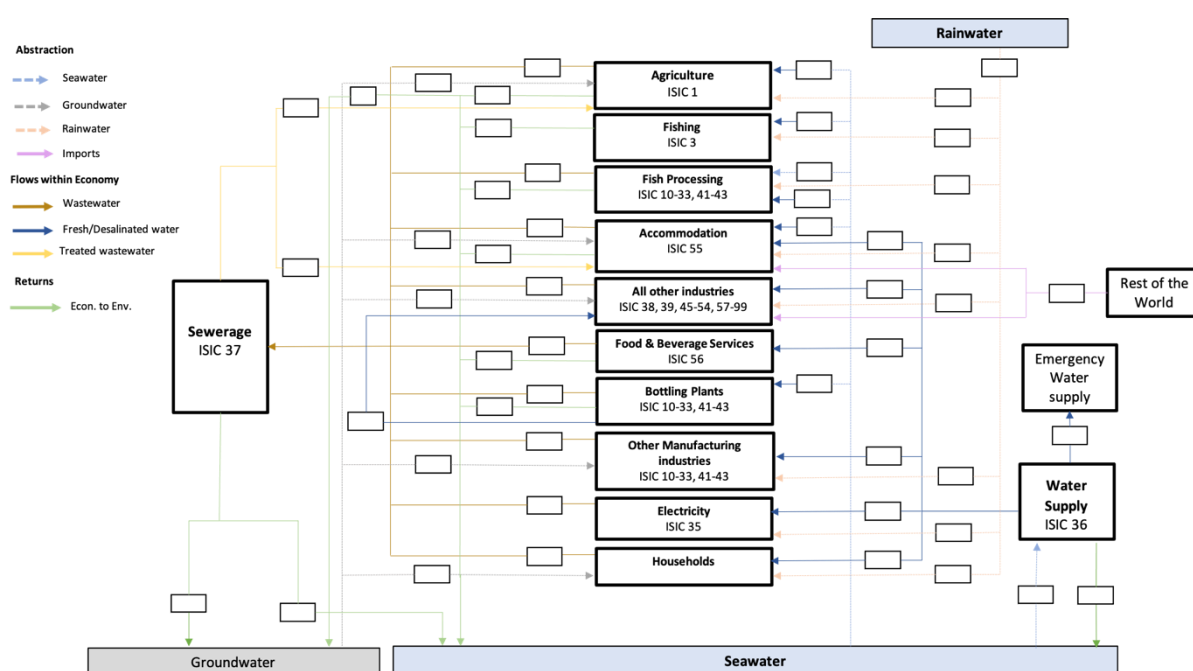 Rainwater
Abstraction
Seawater
Groundwater
Rainwater
Imports
Flows within Economy
Wastewater
Fresh/Desalinated water
Treated wastewater
Returns
Econ. to Env.
Agriculture
ISIC 1
Fishing
ISIC 3
Fish Processing
ISIC 10-33, 41-43
Accommodation
ISIC 55
All other industries
ISIC 38, 39, 45-54, 57-99
Food & Beverage Services
ISIC 56
Bottling Plants
ISIC 10-33, 41-43
Other Manufacturing
industries
ISIC 10-33, 41-43
Electricity
ISIC 35
Households
Sewerage
ISIC 37
Rest of the
World
Emergency
Water
supply
Water
Supply
ISIC 36
Groundwater
Seawater